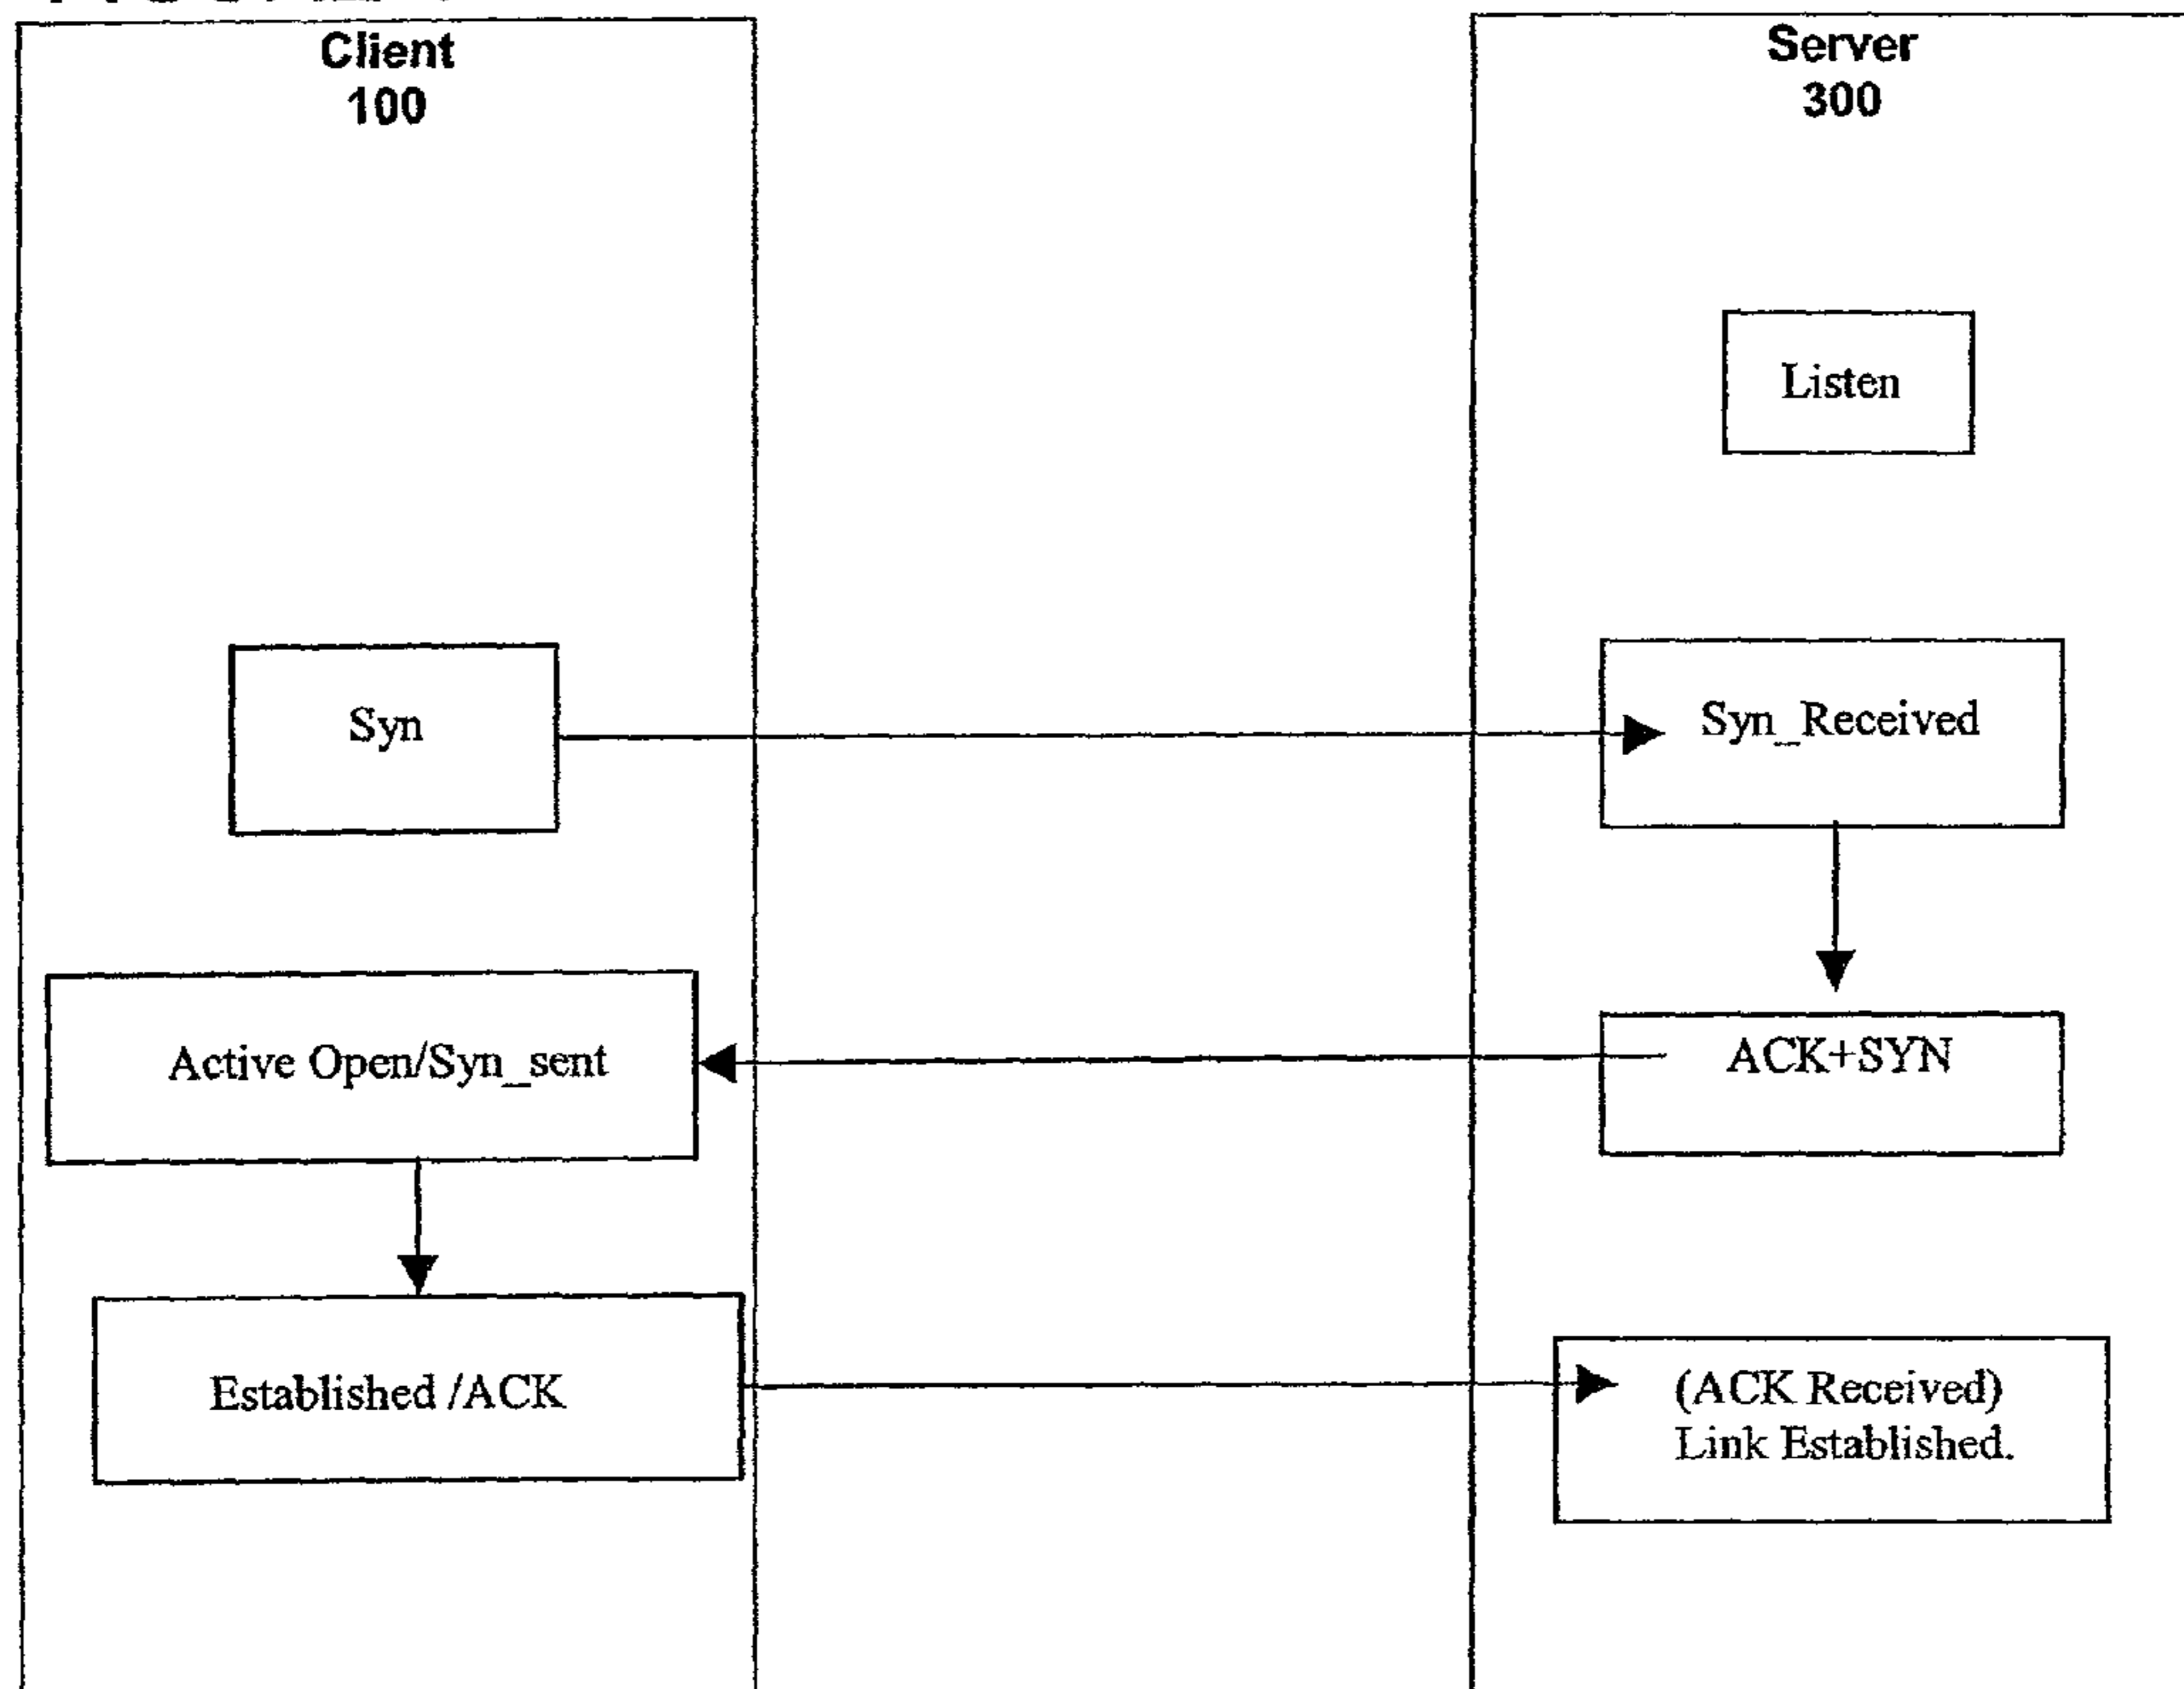 Client
100
Server
300
Listen
Syn
Syn_Received
Active Open/Syn_sent
ACK+SYN
Established /ACK
(ACK Received)
Link Established.